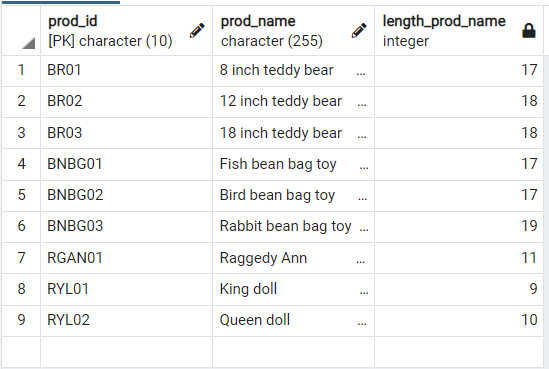 prod_id prod_name length_prod_name
[PK] character (10) character (255) integer
1 BR01 8 inch teddy bear ... 17
2 BR02 12 inch teddy bear ... 18
3 BR03 18 inch teddy bear ... 18
4 BNBG01 Fish bean bag toy ... 17
5 BNBG02 Bird bean bag toy ... 17
6 BNBG03 Rabbit bean bag toy ... 19
7 RGAN01 Raggedy Ann ... 11
8 RYL01 King doll ... 9
9 RYL02 Queen doll ... 10